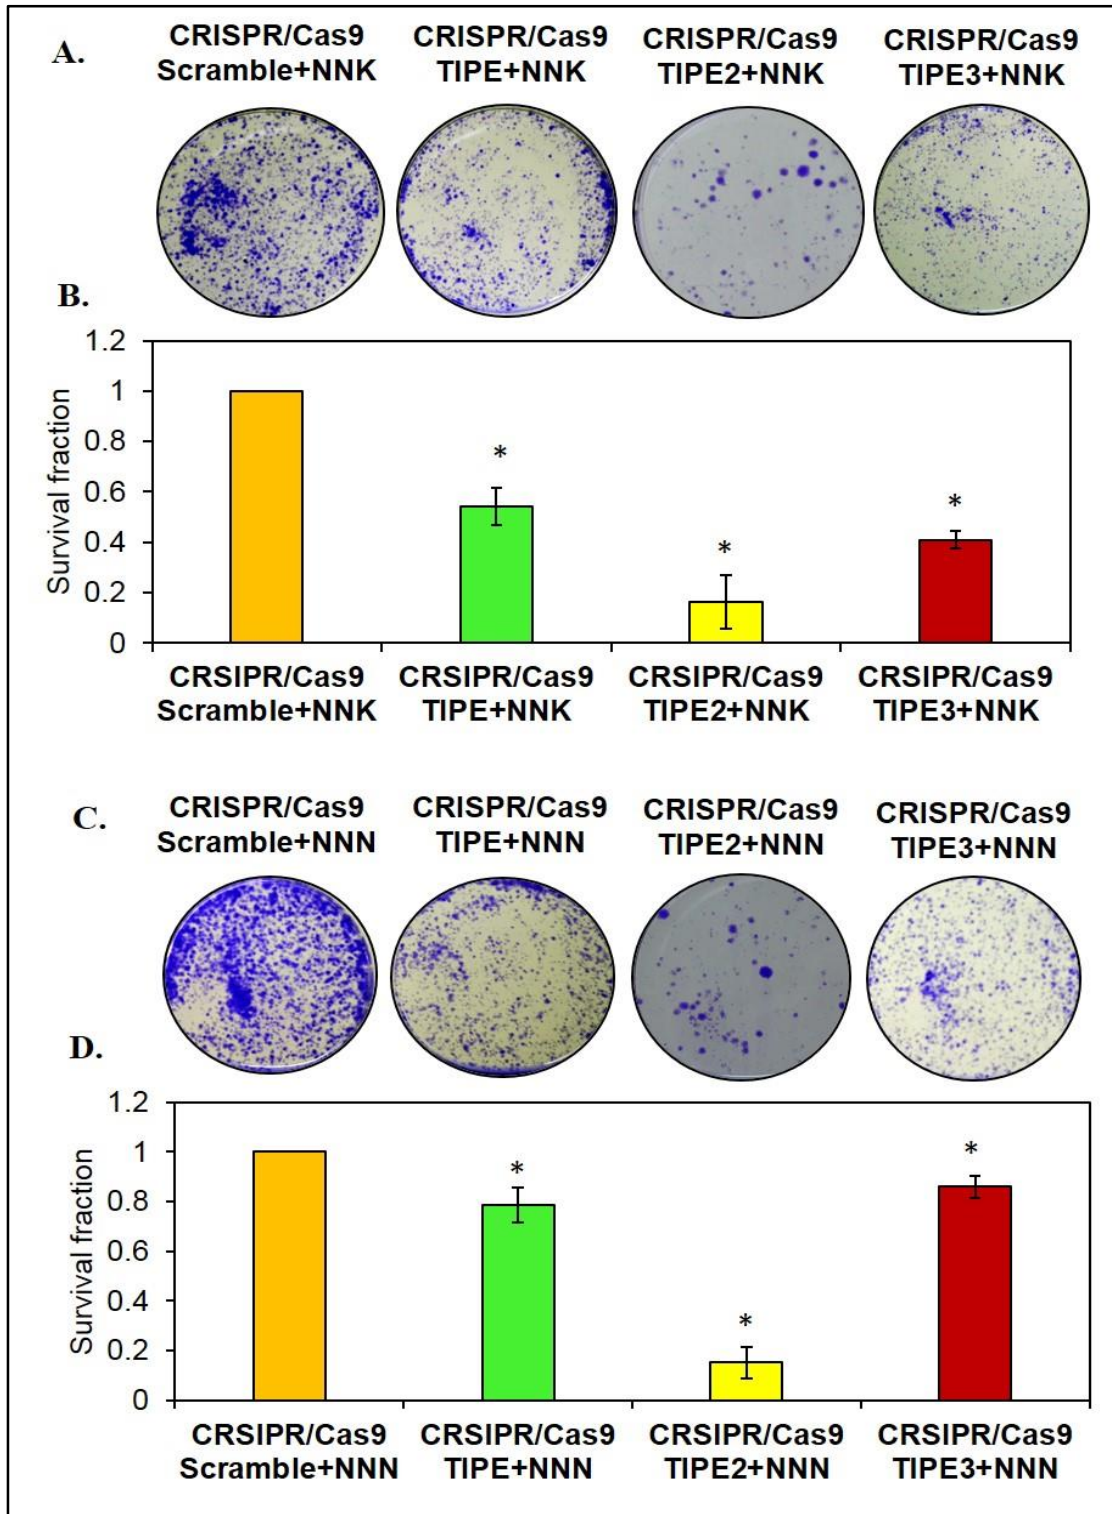 A.
CRISPR/Cas9
Scramble+NNK
CRISPR/Cas9
TIPE+NNK
CRISPR/Cas9
TIPE2+NNK
CRISPR/Cas9
TIPE3+NNK
B.
Survival fraction
1.2
1
0.8
0.6
0.4
0.2
0
*
*
*
CRSIPR/Cas9
Scramble+NNK
CRSIPR/Cas9
TIPE+NNK
CRSIPR/Cas9
TIPE2+NNK
CRSIPR/Cas9
TIPE3+NNK
C.
CRISPR/Cas9
Scramble+NNN
CRISPR/Cas9
TIPE+NNN
CRISPR/Cas9
TIPE2+NNN
CRISPR/Cas9
TIPE3+NNN
D.
Survival fraction
1.2
1
0.8
0.6
0.4
0.2
0
*
*
*
CRSIPR/Cas9
Scramble+NNN
CRSIPR/Cas9
TIPE+NNN
CRSIPR/Cas9
TIPE2+NNN
CRSIPR/Cas9
TIPE3+NNN